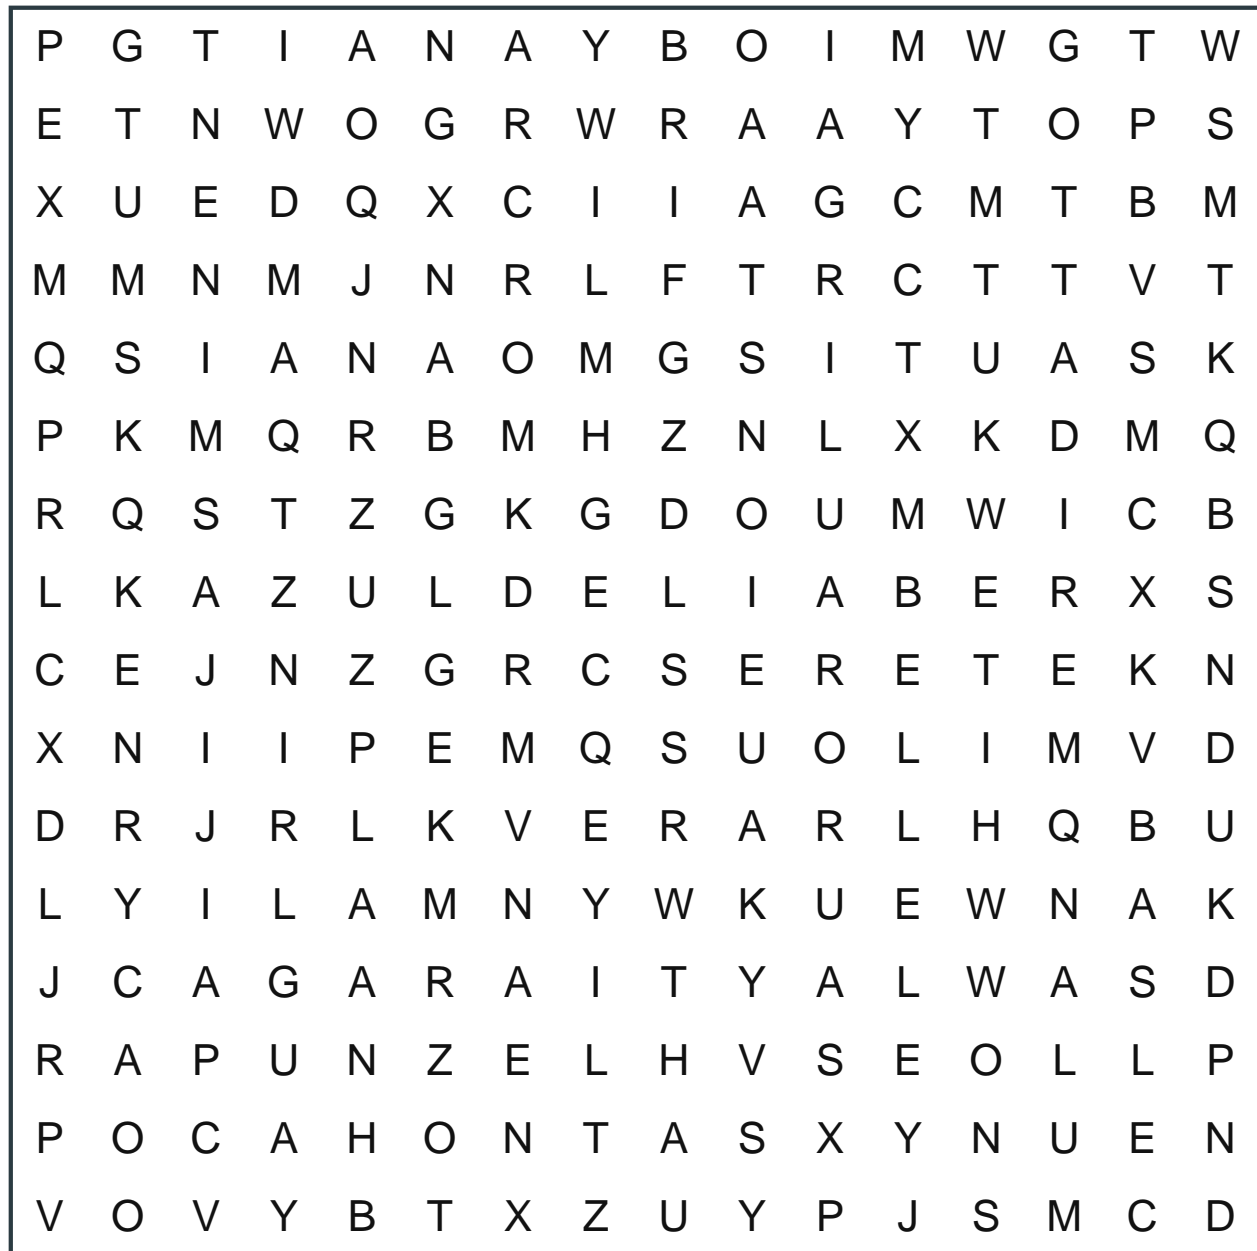 P G T I A N A Y B O I M W G T W
E T N W O G R W R A A Y T O P S
X U E D Q X C I I A G C M T B M
M M N M J N R L F T R C T T V T
Q S I A N A O M G S I T U A S K
P K M Q R B M H Z N L X K D M Q
R Q S T Z G K G D O U M W I C B
L K A Z U L D E L I A B E R X S
C E J N Z G R C S E R E T E K N
X N I I P E M Q S U O L I M V D
D R J R L K V E R A R L H Q B U
L Y I L A M N Y W K U E W N A K
J C A G A R A I T Y A L W A S D
R A P U N Z E L H V S E O L L P
P O C A H O N T A S X Y N U E N
V O V Y B T X Z U Y P J S M C D